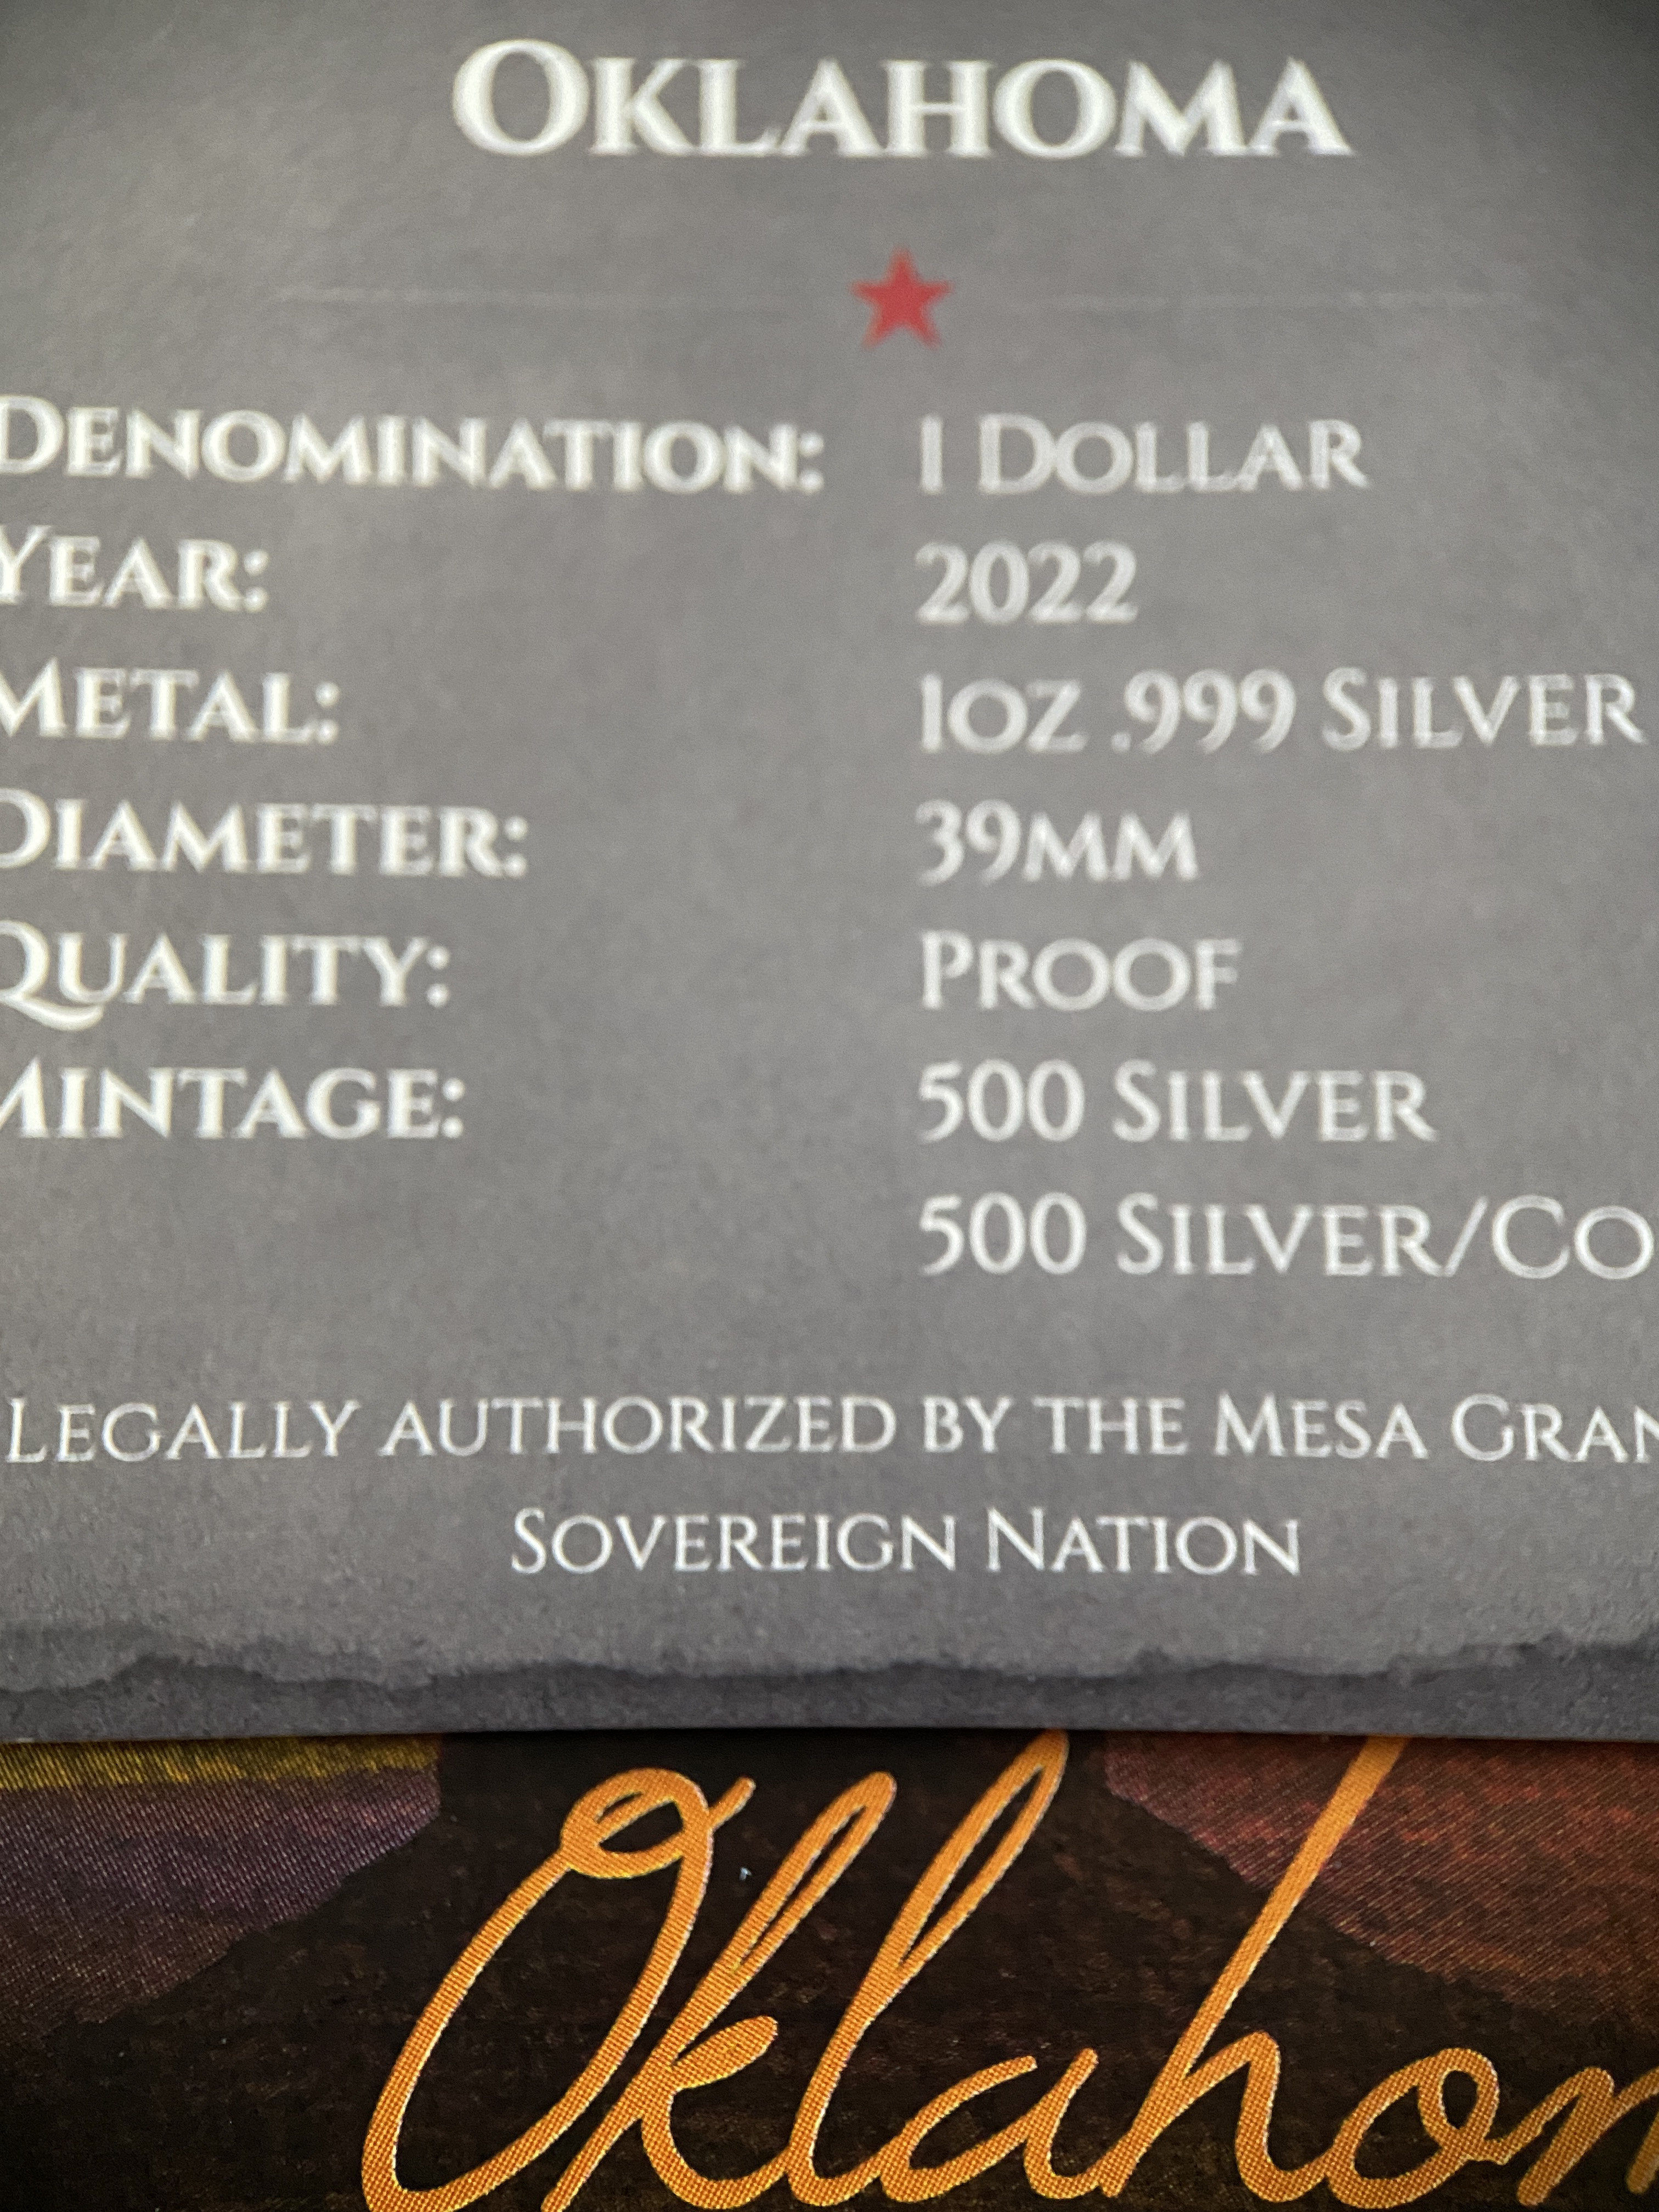 OKLAHOMA
DENOMINATION: 1 DOLLAR
YEAR: 2022
METAL: 1OZ .999 SILVER
DIAMETER: 39MM
QUALITY: PROOF
MINTAGE: 500 SILVER
500 SILVER/CO
LEGALLY AUTHORIZED BY THE MESA GRAN
SOVEREIGN NATION
Oklahom